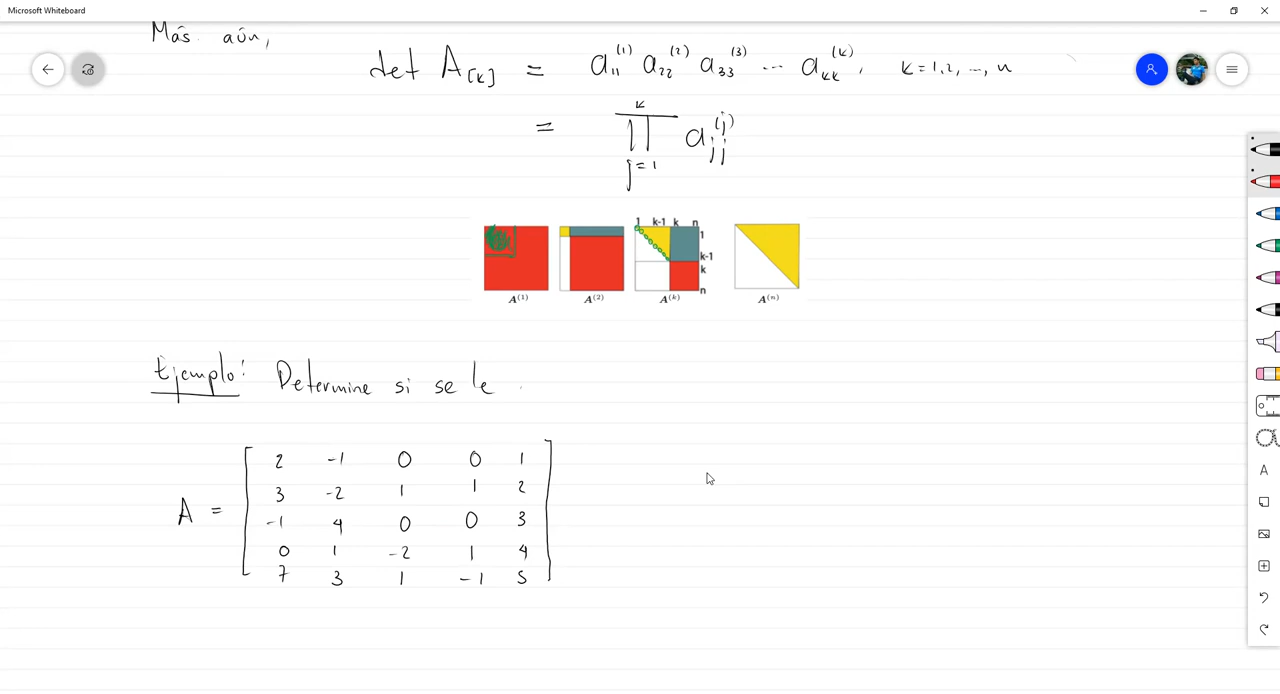 Microsoft Whiteboard
Más aún,
det A[k] = a₁₁⁽¹⁾ a₂₂⁽²⁾ a₃₃⁽³⁾ ... aₖₖ⁽ᵏ⁾, k=1,2,...,n
= ∏ⱼ₌₁ᵏ aⱼⱼ⁽ʲ⁾
1 k-1 k n
1
k-1
k
n
A⁽¹⁾ A⁽²⁾ A⁽ᵏ⁾ A⁽ⁿ⁾
Ejemplo: Determine si se le
A = [
2 -1 0 0 1
3 -2 1 1 2
-1 4 0 0 3
0 1 -2 1 4
7 3 1 -1 5
]
A